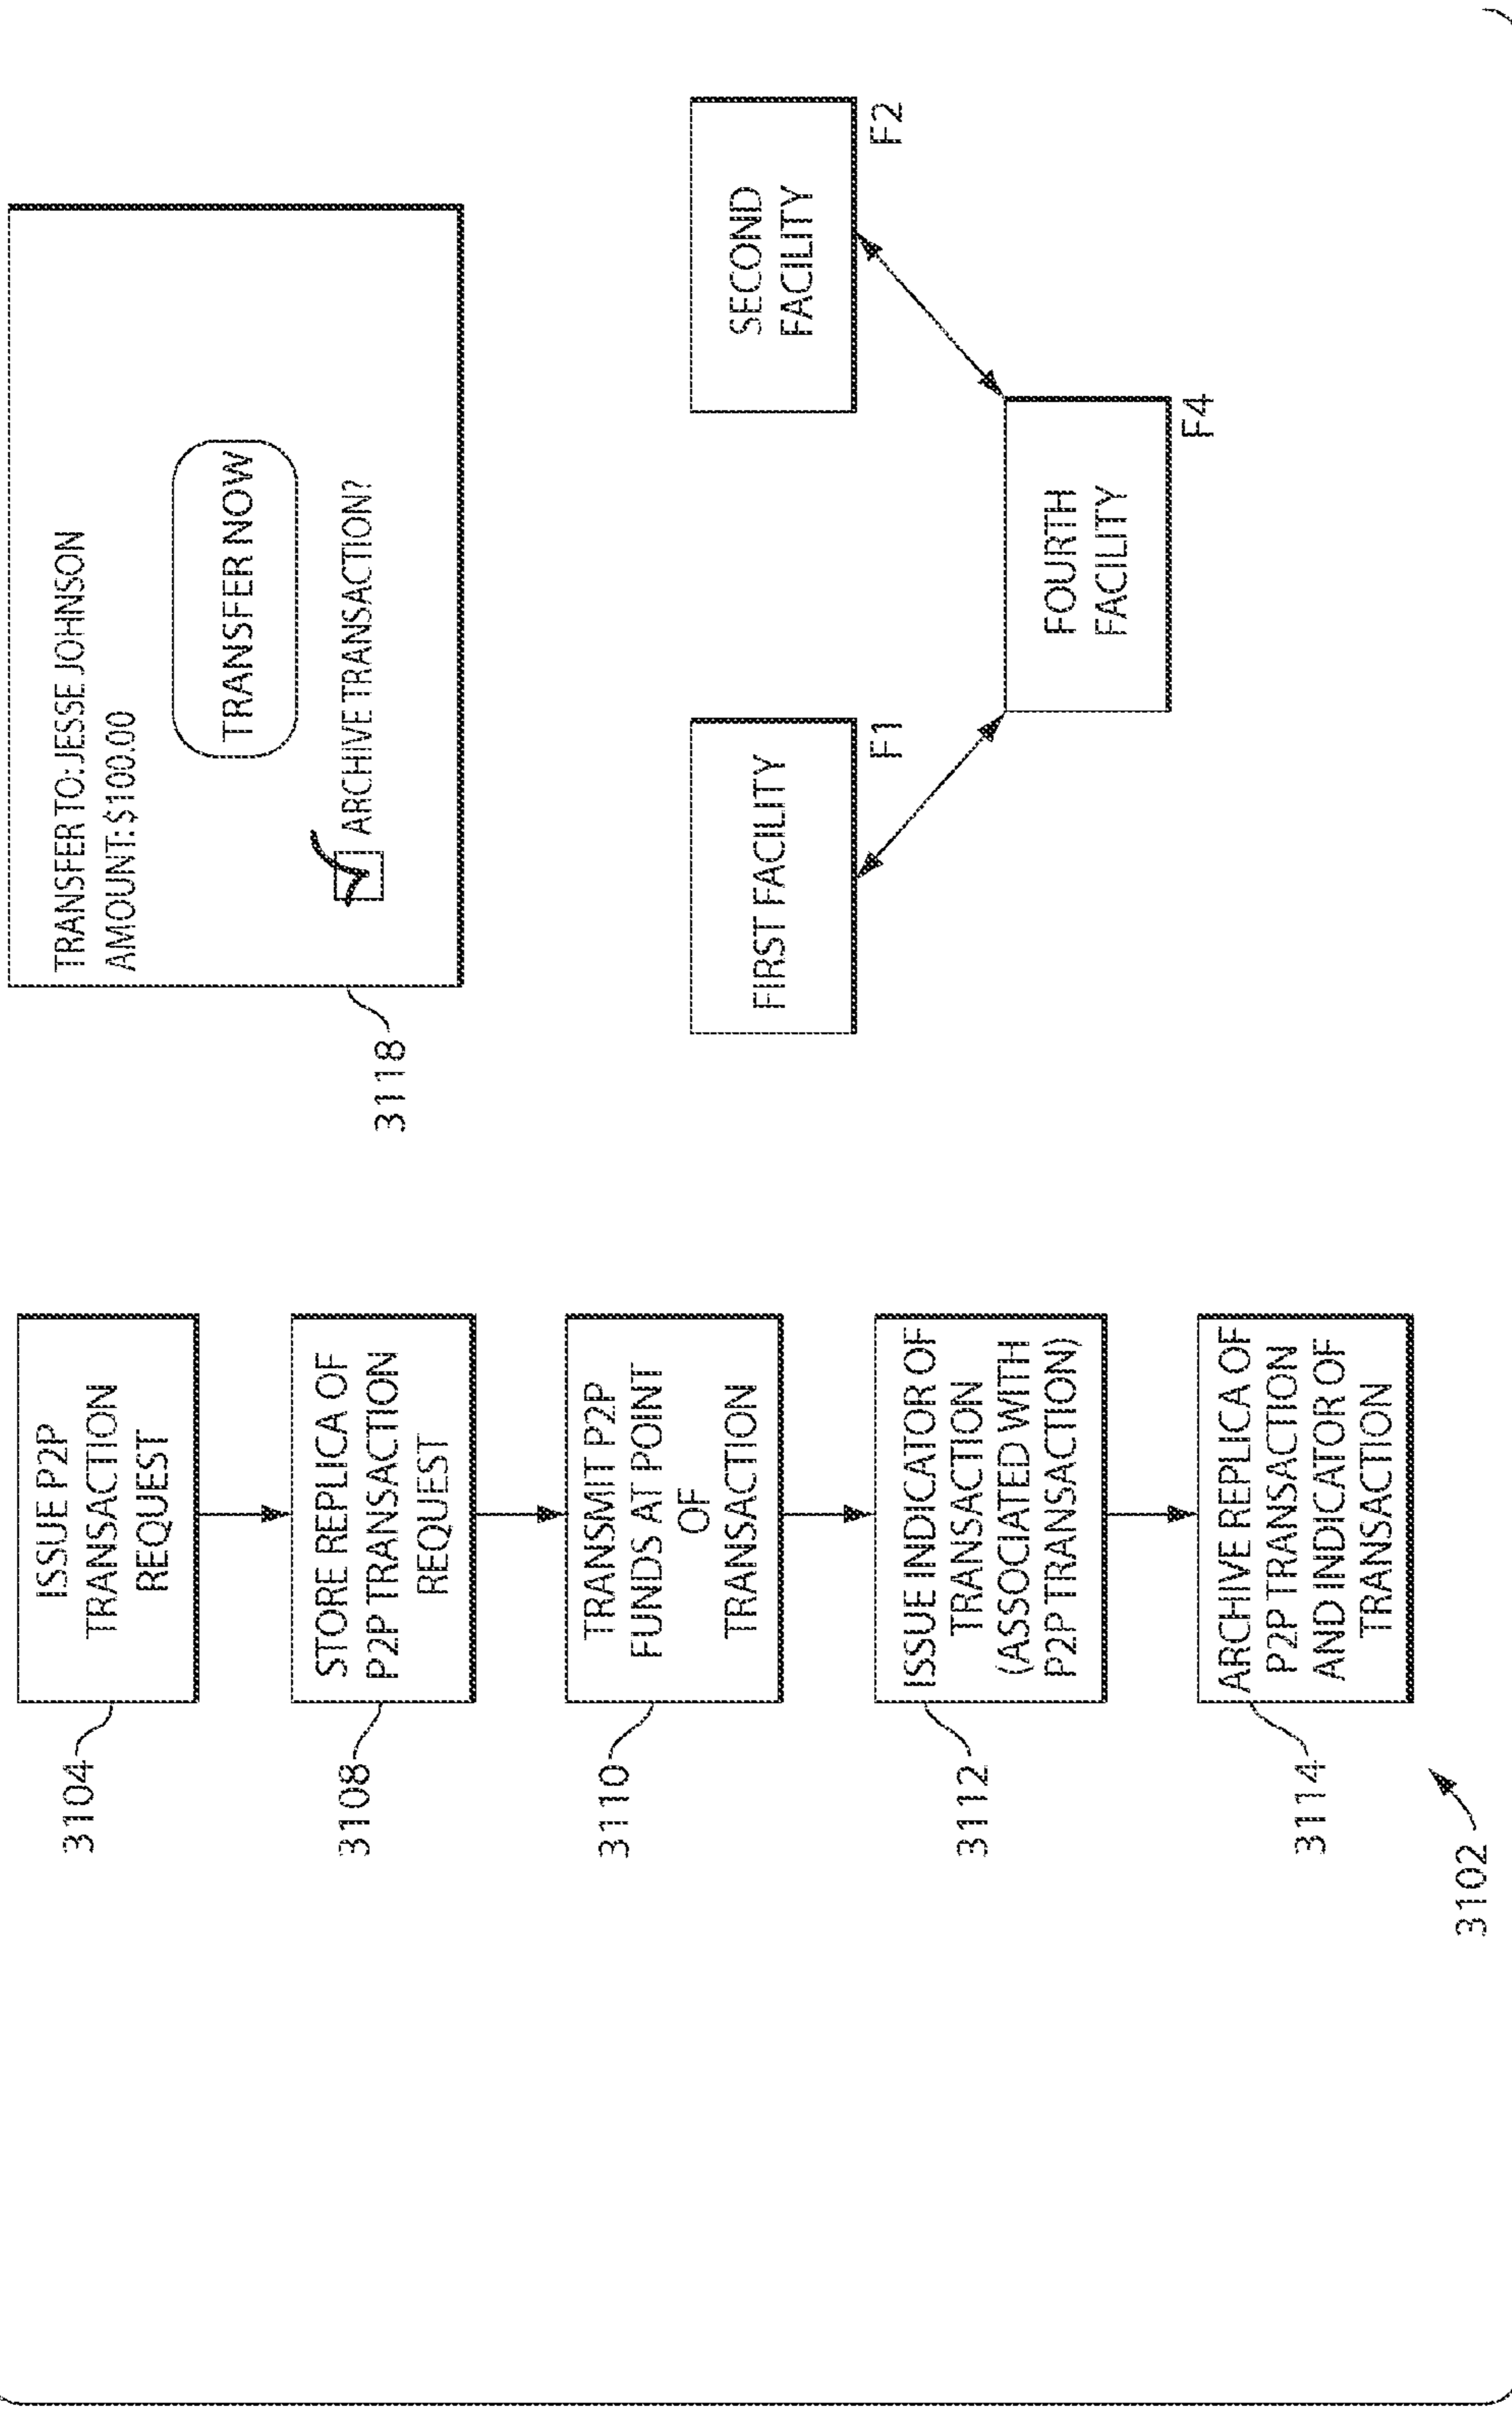 3104
ISSUE P2P
TRANSACTION
REQUEST
3108
STORE REPLICA OF
P2P TRANSACTION
REQUEST
3110
TRANSMIT P2P
FUNDS AT POINT
OF
TRANSACTION
3112
ISSUE INDICATOR OF
TRANSACTION
(ASSOCIATED WITH
P2P TRANSACTION)
3114
ARCHIVE REPLICA OF
P2P TRANSACTION
AND INDICATOR OF
TRANSACTION
3102
TRANSFER TO: JESSE JOHNSON
AMOUNT: $100.00
TRANSFER NOW
ARCHIVE TRANSACTION?
3118
FIRST FACILITY
F1
SECOND
FACILITY
F2
FOURTH
FACILITY
F4